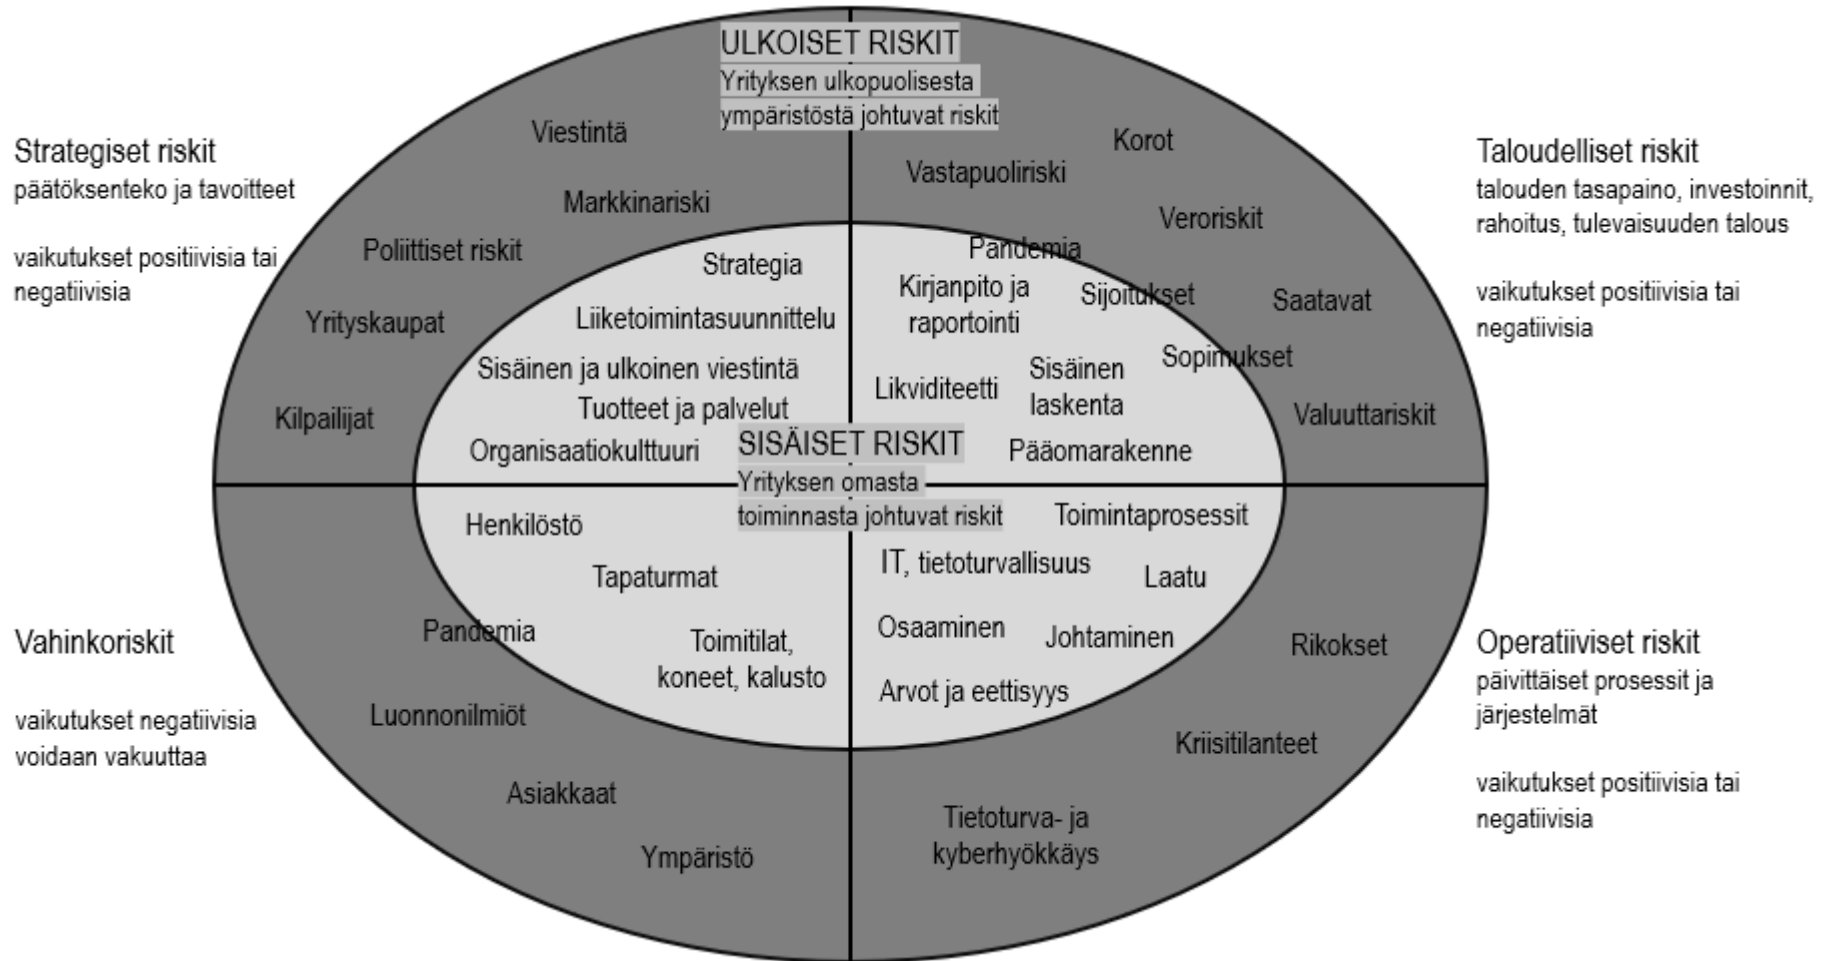 ULKOISET RISKIT
Yrityksen ulkopuolisesta
ympäristöstä johtuvat riskit
Strategiset riskit
päätöksenteko ja tavoitteet
vaikutukset positiivisia tai
negatiivisia
Viestintä
Markkinariski
Poliittiset riskit
Yrityskaupat
Kilpailijat
Strategia
Liiketoimintasuunnittelu
Sisäinen ja ulkoinen viestintä
Tuotteet ja palvelut
Organisaatiokulttuuri
Taloudelliset riskit
talouden tasapaino, investoinnit,
rahoitus, tulevaisuuden talous
vaikutukset positiivisia tai
negatiivisia
Korot
Vastapuoliriski
Veroriskit
Pandemia
Kirjanpito ja
raportointi
Sijoitukset
Saatavat
Sopimukset
Sisäinen
laskenta
Likviditeetti
Valuuttariskit
Pääomarakenne
SISÄISET RISKIT
Yrityksen omasta
toiminnasta johtuvat riskit
Vahinkoriskit
vaikutukset negatiivisia
voidaan vakuuttaa
Henkilöstö
Tapaturmat
Pandemia
Toimitilat,
koneet, kalusto
Luonnonilmiöt
Asiakkaat
Ympäristö
Toimintaprosessit
IT, tietoturvallisuus
Laatu
Osaaminen
Johtaminen
Arvot ja eettisyys
Rikokset
Kriisitilanteet
Tietoturva- ja
kyberhyökkäys
Operatiiviset riskit
päivittäiset prosessit ja
järjestelmät
vaikutukset positiivisia tai
negatiivisia